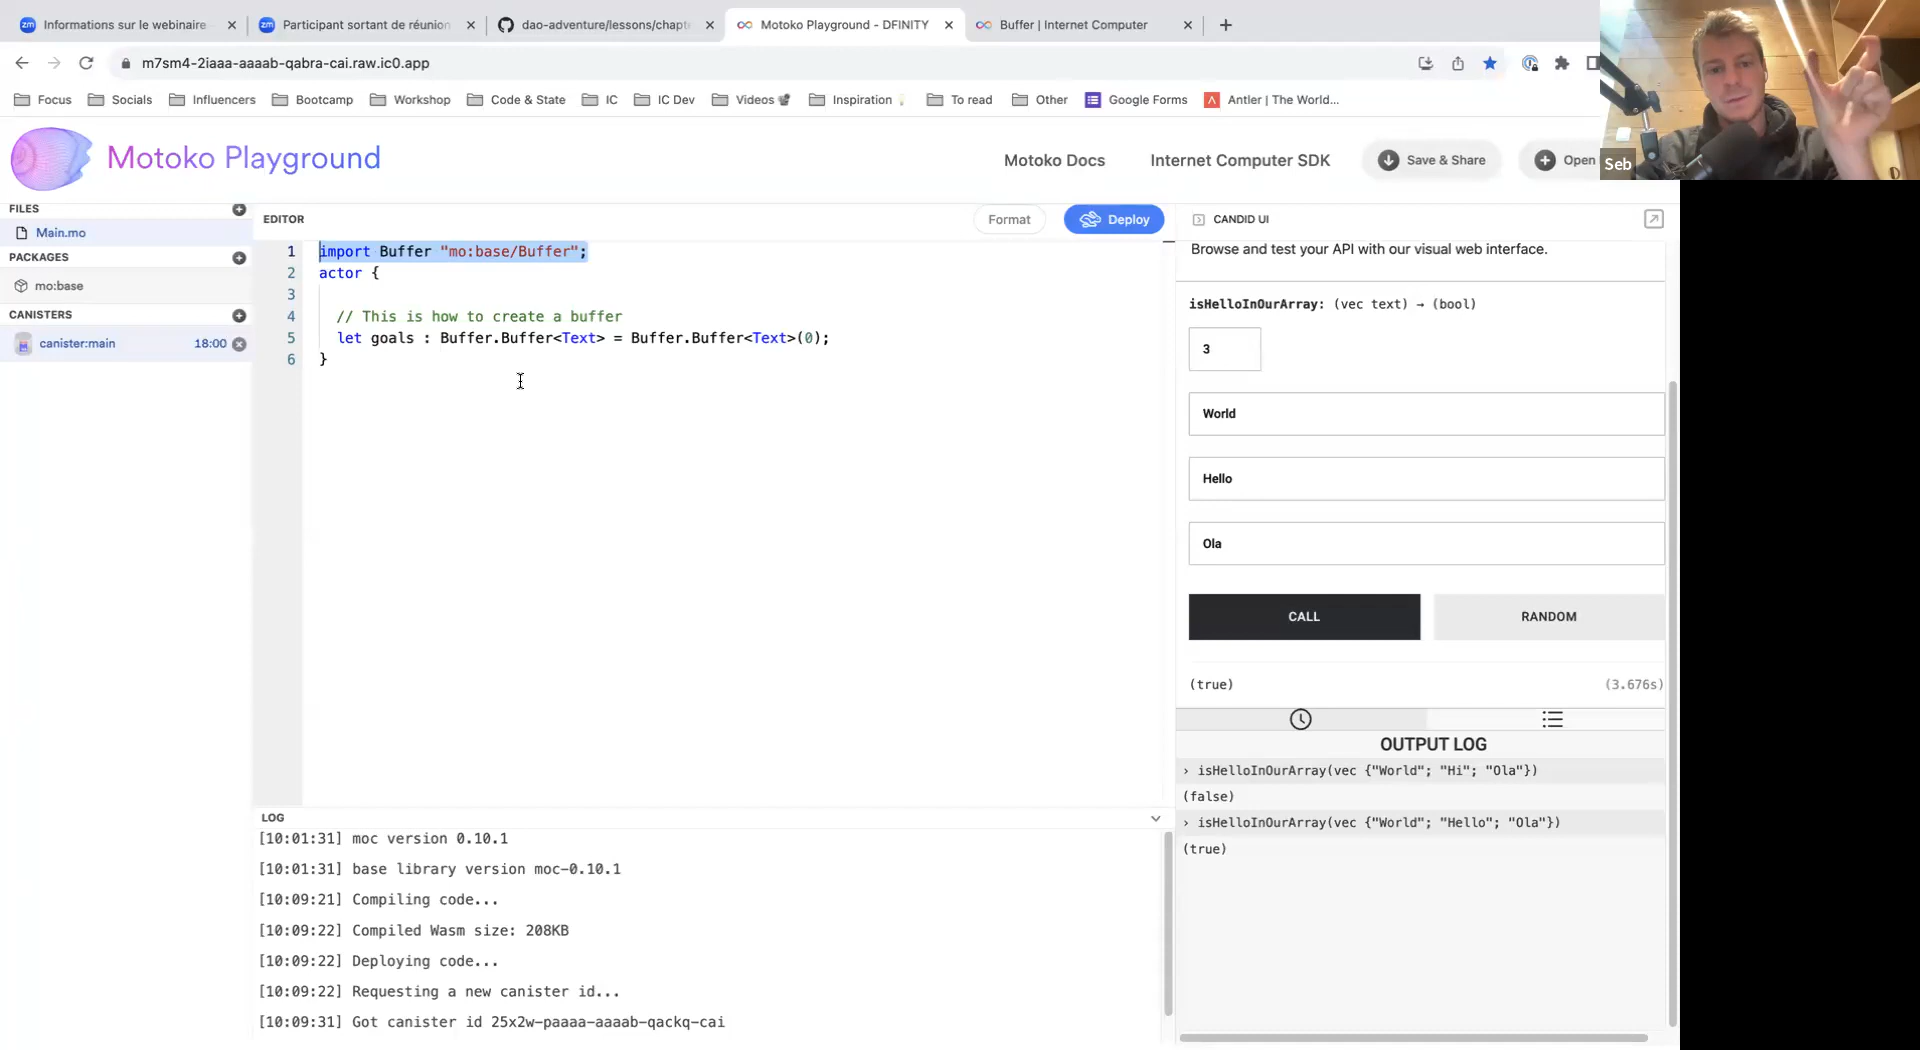 Informations sur le webinaire
Participant sortant de réunion
dao-adventure/lessons/chapt
Motoko Playground - DFINITY
Buffer | Internet Computer
m7sm4-2iaaa-aaaab-qabra-cai.raw.ic0.app
Focus
Socials
Influencers
Bootcamp
Workshop
Code & State
IC
IC Dev
Videos
Inspiration
To read
Other
Google Forms
Antler | The World...
Seb
Motoko Playground
Motoko Docs
Internet Computer SDK
Save & Share
Open
FILES
Main.mo
PACKAGES
mo:base
CANISTERS
canister:main 18:00
EDITOR
Format
Deploy
1 import Buffer "mo:base/Buffer";
2 actor {
3
4 // This is how to create a buffer
5 let goals : Buffer.Buffer<Text> = Buffer.Buffer<Text>(0);
6 }
LOG
[10:01:31] moc version 0.10.1
[10:01:31] base library version moc-0.10.1
[10:09:21] Compiling code...
[10:09:22] Compiled Wasm size: 208KB
[10:09:22] Deploying code...
[10:09:22] Requesting a new canister id...
[10:09:31] Got canister id 25x2w-paaaa-aaaab-qackq-cai
CANDID UI
Browse and test your API with our visual web interface.
isHelloInOurArray: (vec text) → (bool)
3
World
Hello
Ola
CALL
RANDOM
(true) (3.676s)
OUTPUT LOG
› isHelloInOurArray(vec {"World"; "Hi"; "Ola"})
(false)
› isHelloInOurArray(vec {"World"; "Hello"; "Ola"})
(true)